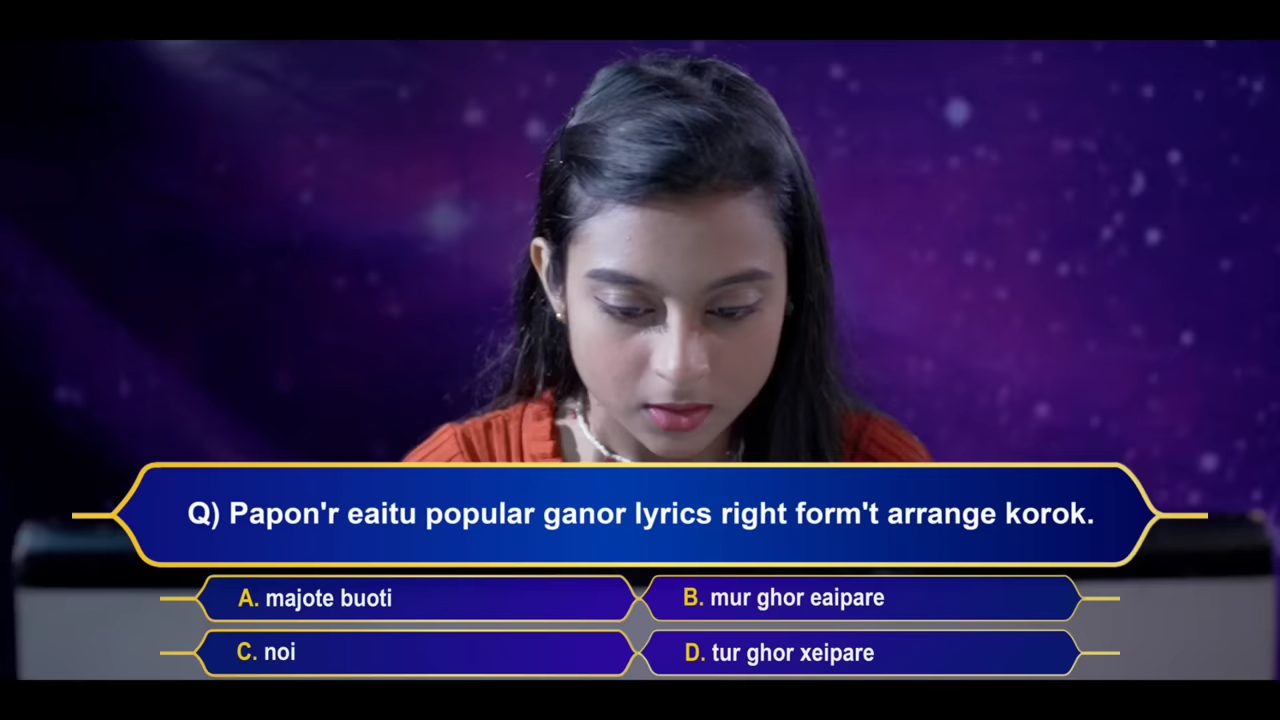 Q) Papon'r eaitu popular ganor lyrics right form't arrange korok.
A. majote buoti
B. mur ghor eaipare
C. noi
D. tur ghor xeipare